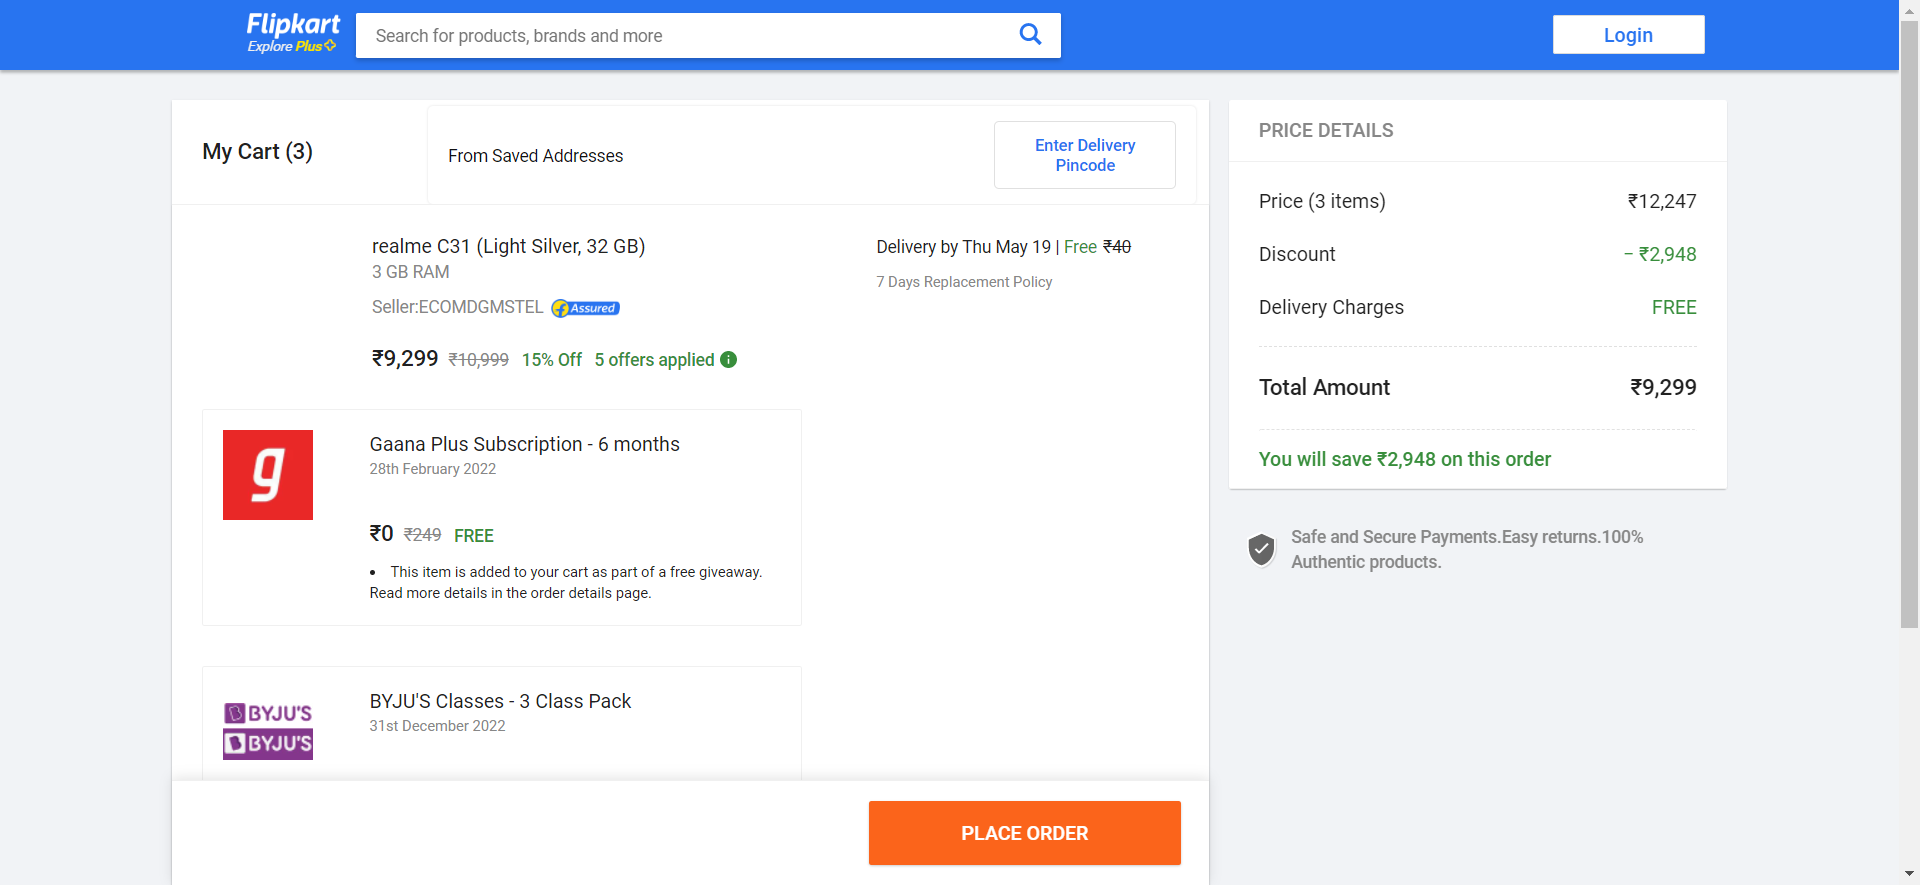 Flipkart
Explore Plus
Search for products, brands and more
Login
My Cart (3)
From Saved Addresses
Enter Delivery
Pincode
realme C31 (Light Silver, 32 GB)
3 GB RAM
Seller:ECOMDGMSTEL
f Assured
₹9,299 ₹10,999 15% Off 5 offers applied
Delivery by Thu May 19 | Free ₹40
7 Days Replacement Policy
g
Gaana Plus Subscription - 6 months
28th February 2022
₹0 ₹249 FREE
• This item is added to your cart as part of a free giveaway.
Read more details in the order details page.
BYJU'S
BYJU'S
BYJU'S Classes - 3 Class Pack
31st December 2022
PLACE ORDER
PRICE DETAILS
Price (3 items) ₹12,247
Discount − ₹2,948
Delivery Charges FREE
Total Amount ₹9,299
You will save ₹2,948 on this order
Safe and Secure Payments.Easy returns.100%
Authentic products.